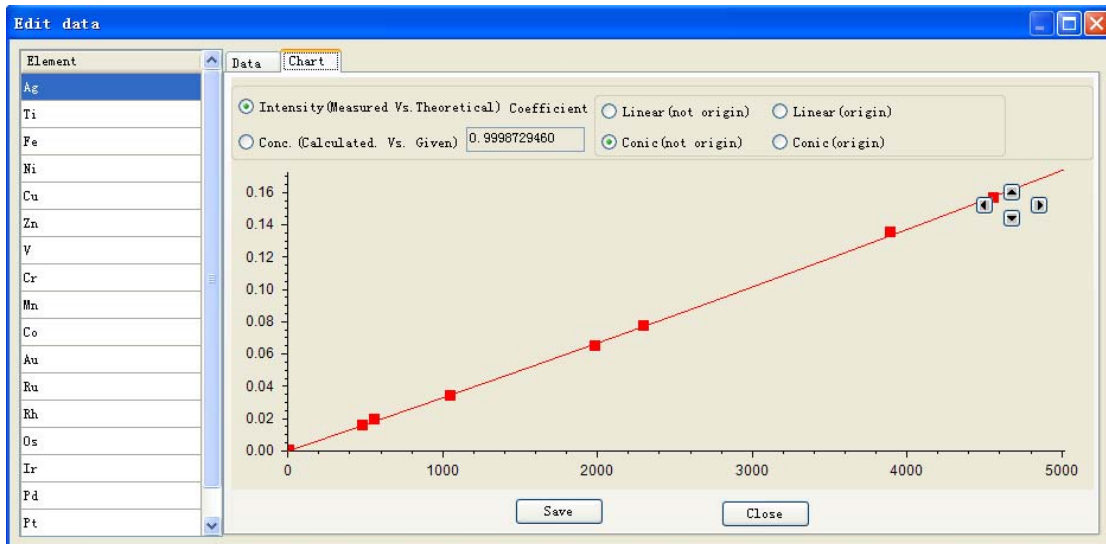 Edit data
Element
Ag
Ti
Fe
Ni
Cu
Zn
V
Cr
Mn
Co
Au
Ru
Rh
Os
Ir
Pd
Pt
Data Chart
Intensity(Measured Vs.Theoretical) Coefficient Linear(not origin) Linear(origin)
Conc.(Calculated. Vs. Given) 0.9998729460 Conic(not origin) Conic(origin)
0.16
0.14
0.12
0.10
0.08
0.06
0.04
0.02
0.00
0 1000 2000 3000 4000 5000
Save Close